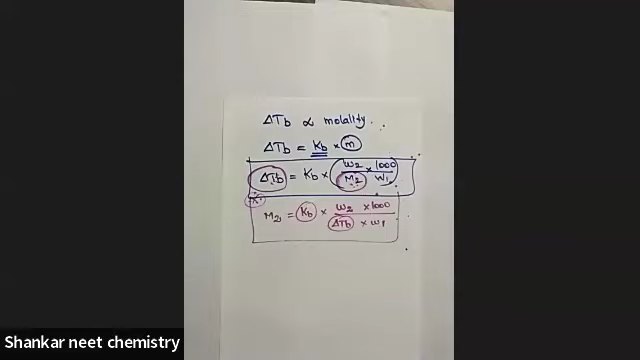 ΔTb ∝ molality.
ΔTb = Kb × m
ΔTb = Kb × w2/M2 × 1000/W1
M2 = Kb × w2 × 1000 / ΔTb × w1
Shankar neet chemistry